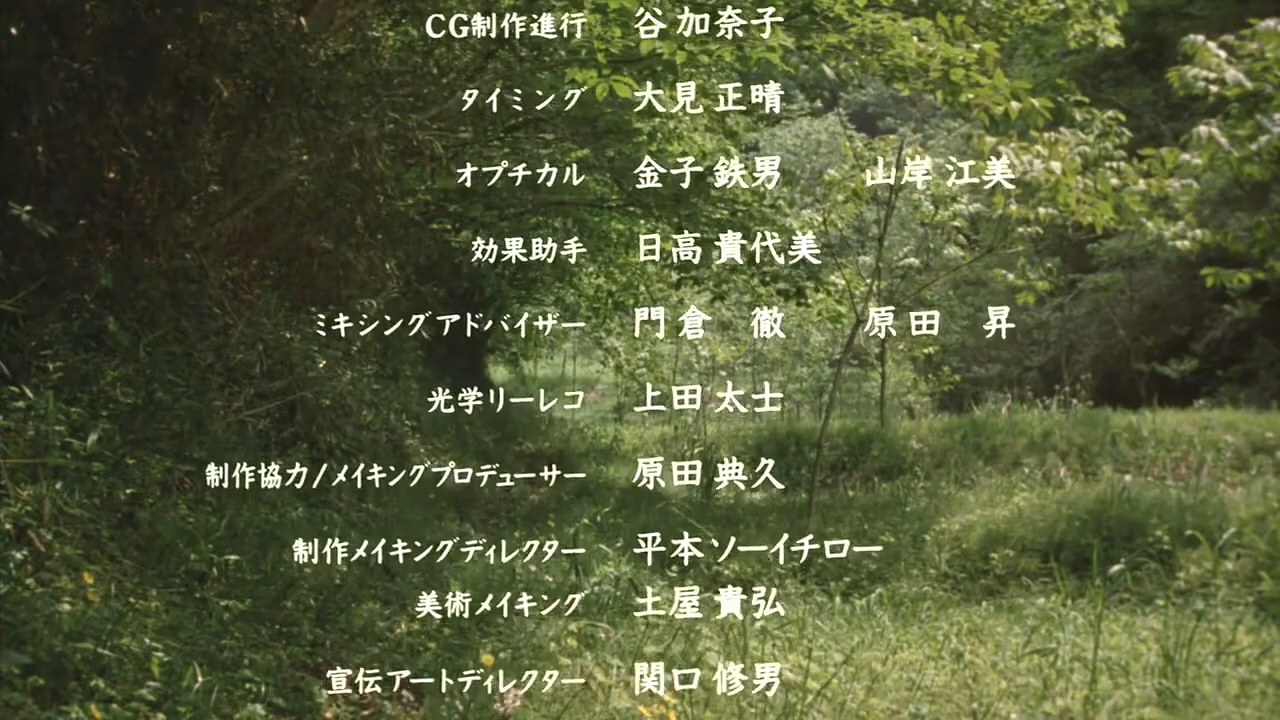 CG制作進行 谷 加奈子
タイミング 大見 正晴
オプチカル 金子 鉄男 山岸 江美
効果助手 日高 貴代美
ミキシングアドバイザー 門倉 徹 原田 昇
光学リーレコ 上田 太士
制作協力/メイキングプロデューサー 原田 典久
制作メイキングディレクター 平本 ソーイチロー
美術メイキング 土屋 貴弘
宣伝アートディレクター 関口 修男